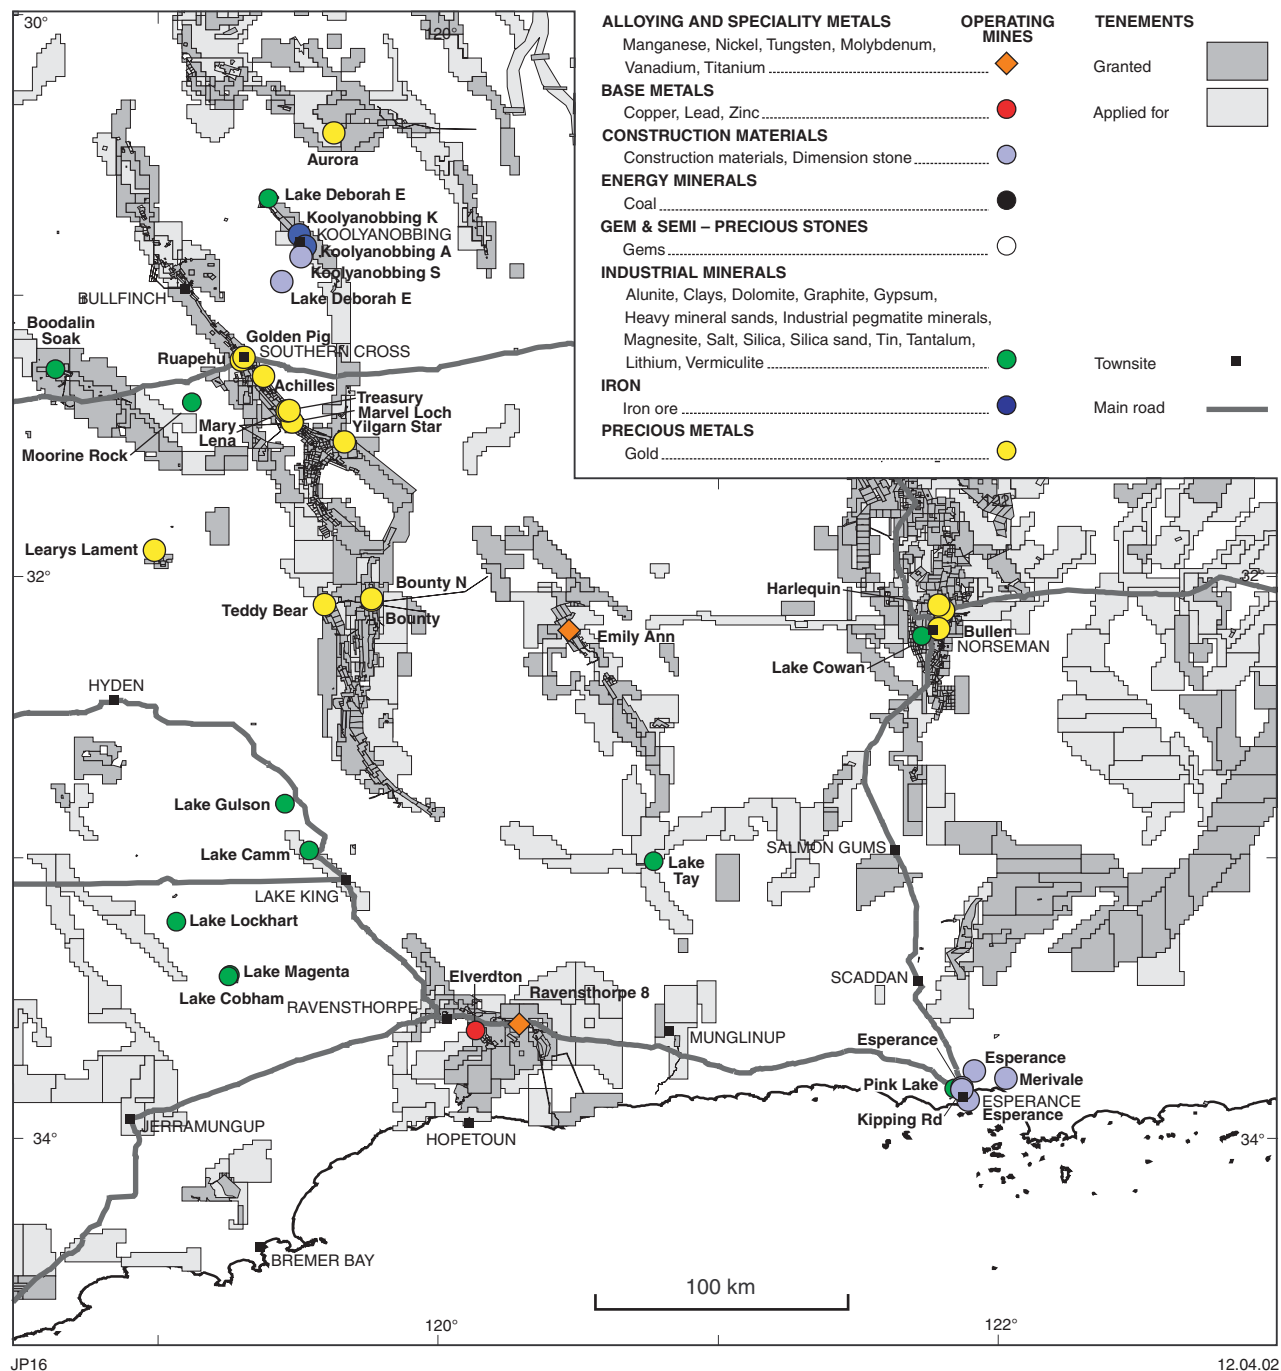 30°
120°
ALLOYING AND SPECIALITY METALS
OPERATING
MINES
TENEMENTS
Manganese, Nickel, Tungsten, Molybdenum,
Vanadium, Titanium
Granted
BASE METALS
Copper, Lead, Zinc
Applied for
CONSTRUCTION MATERIALS
Construction materials, Dimension stone
ENERGY MINERALS
Coal
GEM & SEMI – PRECIOUS STONES
Gems
INDUSTRIAL MINERALS
Alunite, Clays, Dolomite, Graphite, Gypsum,
Heavy mineral sands, Industrial pegmatite minerals,
Magnesite, Salt, Silica, Silica sand, Tin, Tantalum,
Lithium, Vermiculite
Townsite
IRON
Iron ore
Main road
PRECIOUS METALS
Gold
Aurora
Lake Deborah E
Koolyanobbing K
KOOLYANOBBING
Koolyanobbing A
Koolyanobbing S
Lake Deborah E
BULLFINCH
Boodalin
Soak
Golden Pig
SOUTHERN CROSS
Ruapehu
Achilles
Treasury
Marvel Loch
Yilgarn Star
Mary
Lena
Moorine Rock
122°
Learys Lament
32°
32°
Bounty N
Teddy Bear
Bounty
Harlequin
Emily Ann
Bullen
NORSEMAN
Lake Cowan
HYDEN
Lake Gulson
Lake Camm
SALMON GUMS
Lake
Tay
LAKE KING
Lake Lockhart
Lake Magenta
Lake Cobham
Elverdton
SCADDAN
Ravensthorpe 8
RAVENSTHORPE
MUNGLINUP
Esperance
Esperance
Pink Lake
Merivale
ESPERANCE
Kipping Rd
Esperance
JERRAMUNGUP
HOPETOUN
34°
34°
BREMER BAY
100 km
120°
122°
JP16
12.04.02